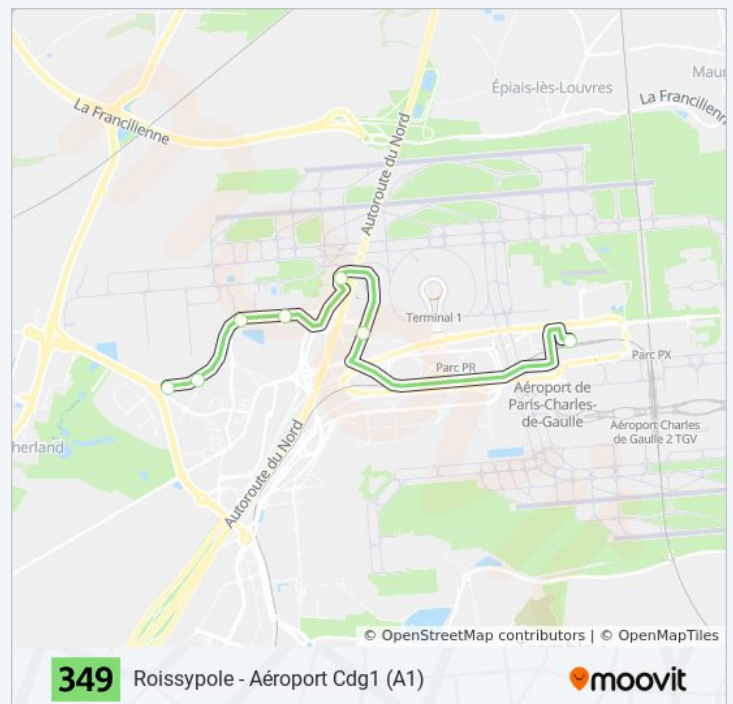 Épiais-lès-Louvres
Maur
La Francilienne
La Francilienn
Autoroute du Nord
Terminal 1
Parc PR
Parc PX
Aéroport de
Paris-Charles-
de-Gaulle
Aéroport Charles
de Gaulle 2 TGV
herland
Autoroute du Nord
© OpenStreetMap contributors | © OpenMapTiles
349 Roissypole - Aéroport Cdg1 (A1) moovit